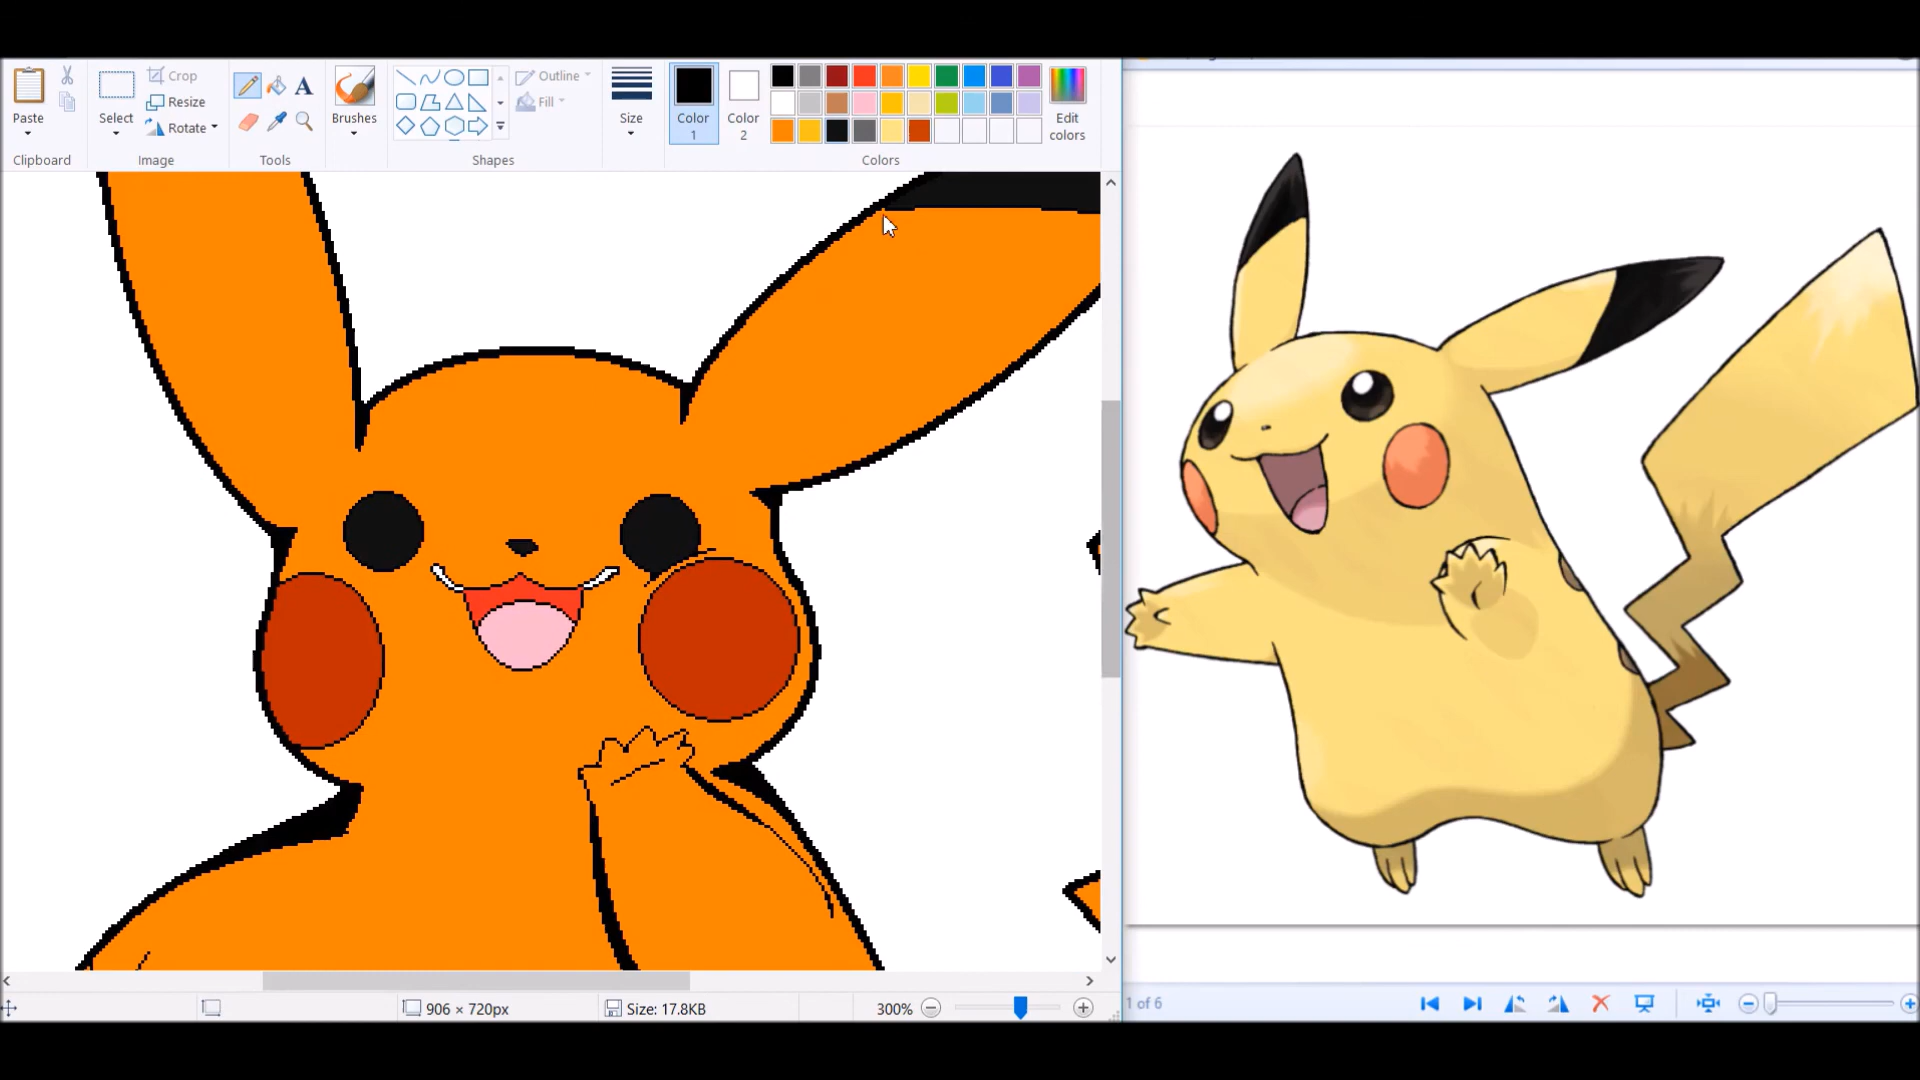 Crop
Outline
Resize
Fill
Paste
Select
Rotate
Brushes
Size
Color 1
Color 2
Edit colors
Clipboard
Image
Tools
Shapes
Colors
A
906 × 720px
Size: 17.8KB
300%
1 of 6